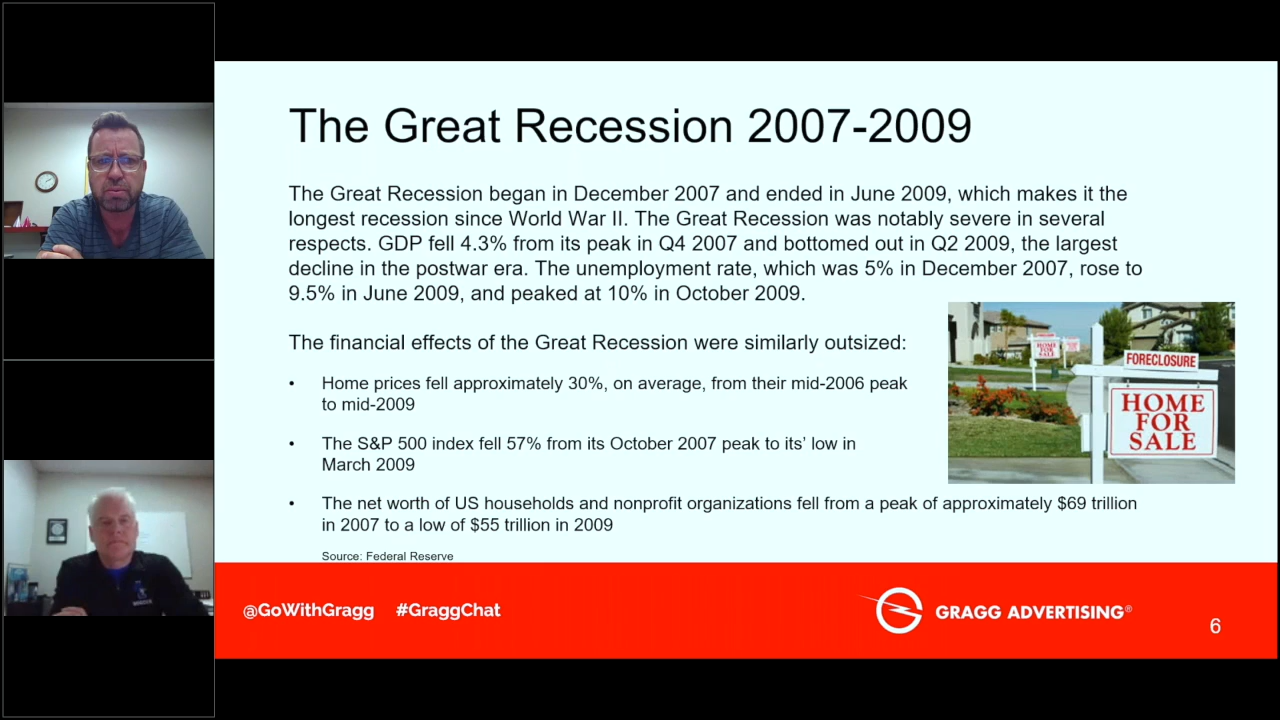 The Great Recession 2007-2009
The Great Recession began in December 2007 and ended in June 2009, which makes it the
longest recession since World War II. The Great Recession was notably severe in several
respects. GDP fell 4.3% from its peak in Q4 2007 and bottomed out in Q2 2009, the largest
decline in the postwar era. The unemployment rate, which was 5% in December 2007, rose to
9.5% in June 2009, and peaked at 10% in October 2009.
The financial effects of the Great Recession were similarly outsized:
• Home prices fell approximately 30%, on average, from their mid-2006 peak
to mid-2009
• The S&P 500 index fell 57% from its October 2007 peak to its' low in
March 2009
• The net worth of US households and nonprofit organizations fell from a peak of approximately $69 trillion
in 2007 to a low of $55 trillion in 2009
Source: Federal Reserve
HOME
FOR
SALE
FORECLOSURE
HOME
FOR
SALE
@GoWithGragg #GraggChat
GRAGG ADVERTISING®
6